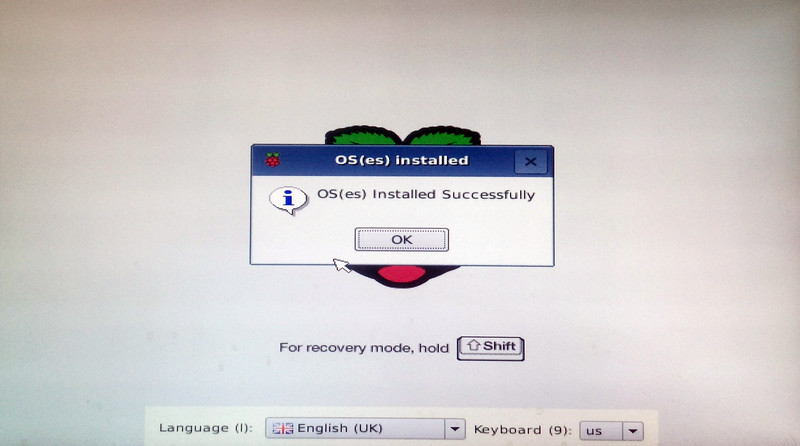 OS(es) installed
OS(es) Installed Successfully
OK
For recovery mode, hold Shift
Language (l): English (UK) Keyboard (9): us